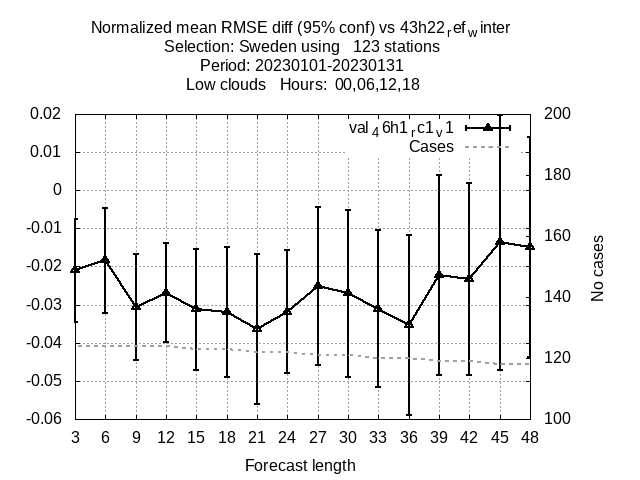 Normalized mean RMSE diff (95% conf) vs 43h22refwinter
Selection: Sweden using   123 stations
Period: 20230101-20230131
Low clouds   Hours:  00,06,12,18
val46h1rc1v1
Cases
0.02
0.01
0
-0.01
-0.02
-0.03
-0.04
-0.05
-0.06
200
180
160
140
120
100
No cases
3 6 9 12 15 18 21 24 27 30 33 36 39 42 45 48
Forecast length